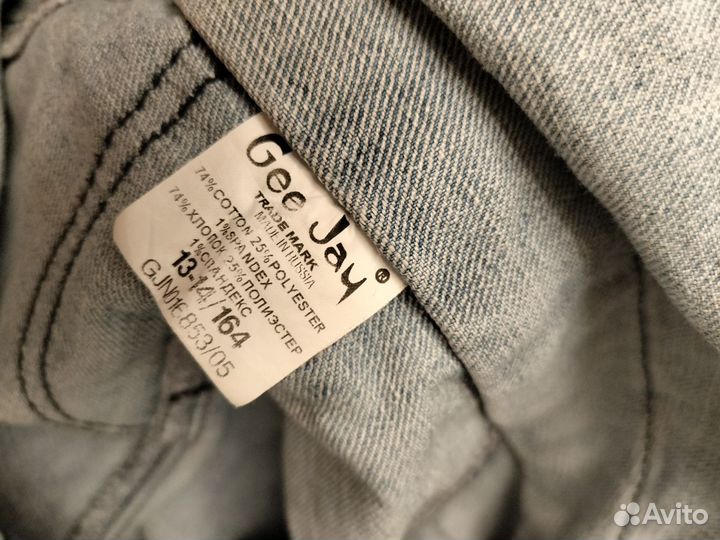 Gee Jay®
TRADE MARK
MADE IN RUSSIA
74% COTTON 25% POLYESTER
1% SPANDEX
74% ХЛОПОК 25% ПОЛИЭСТЕР
1% СПАНДЕКС
13-14/164
GJN016853/05
Avito